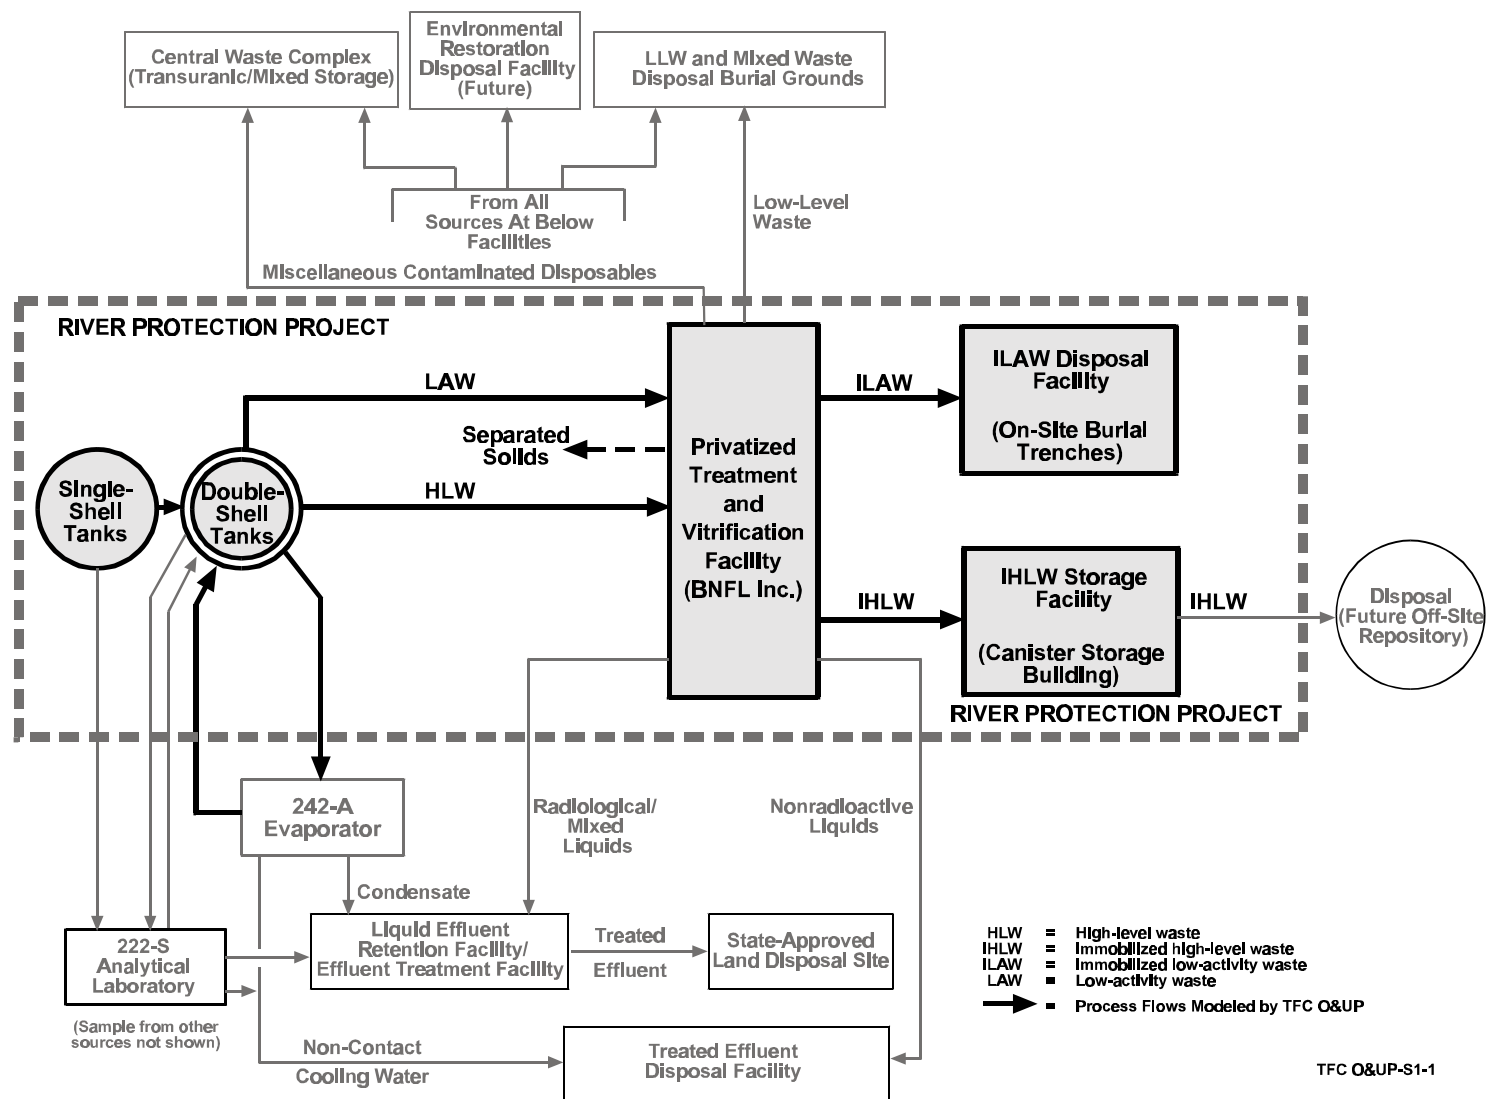 Central Waste Complex
(Transuranic/Mixed Storage)
Environmental
Restoration
Disposal Facility
(Future)
LLW and Mixed Waste
Disposal Burial Grounds
From All
Sources At Below
Facilities
Low-Level
Waste
Miscellaneous Contaminated Disposables
RIVER PROTECTION PROJECT
LAW
Separated
Solids
HLW
Single-
Shell
Tanks
Double-
Shell
Tanks
Privatized
Treatment
and
Vitrification
Facility
(BNFL Inc.)
ILAW
ILAW Disposal
Facility
(On-Site Burial
Trenches)
IHLW
IHLW Storage
Facility
(Canister Storage
Building)
IHLW
Disposal
(Future Off-Site
Repository)
RIVER PROTECTION PROJECT
242-A
Evaporator
Radiological/
Mixed
Liquids
Nonradioactive
Liquids
Condensate
222-S
Analytical
Laboratory
(Sample from other
sources not shown)
Liquid Effluent
Retention Facility/
Effluent Treatment Facility
Treated
Effluent
State-Approved
Land Disposal Site
Non-Contact
Cooling Water
Treated Effluent
Disposal Facility
HLW = High-level waste
IHLW = Immobilized high-level waste
ILAW = Immobilized low-activity waste
LAW = Low-activity waste
= Process Flows Modeled by TFC O&UP
TFC O&UP-S1-1